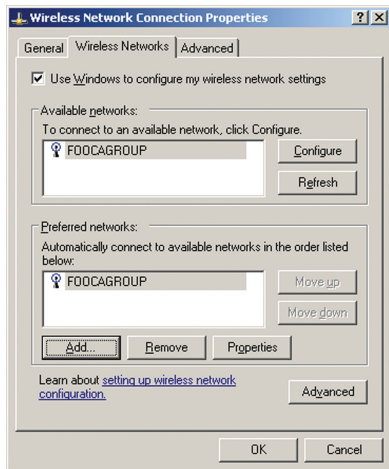 Wireless Network Connection Properties
General Wireless Networks Advanced
Use Windows to configure my wireless network settings
Available networks:
To connect to an available network, click Configure.
FOOCAGROUP
Configure
Refresh
Preferred networks:
Automatically connect to available networks in the order listed
below:
FOOCAGROUP
Move up
Move down
Add... Remove Properties
Learn about setting up wireless network
configuration.
Advanced
OK Cancel